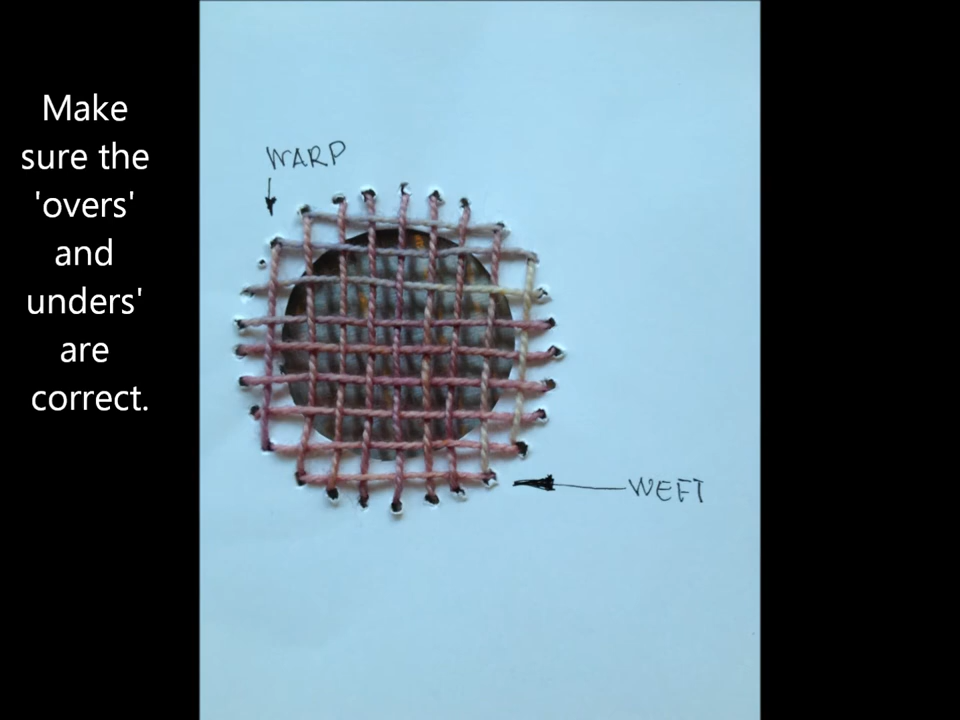 Make
sure the
'overs'
and
unders'
are
correct.
WARP
WEFT